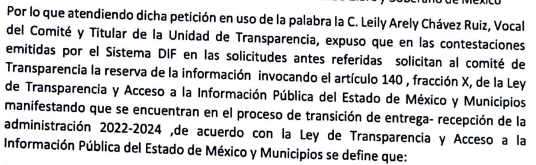 Por lo que atendiendo dicha petición en uso de la palabra la C. Leily Arely Chávez Ruiz, Vocal
del Comité y Titular de la Unidad de Transparencia, expuso que en las contestaciones
emitidas por el Sistema DIF en las solicitudes antes referidas solicitan al comité de
Transparencia la reserva de la información invocando el artículo 140 , fracción X, de la Ley
de Transparencia y Acceso a la Información Pública del Estado de México y Municipios
manifestando que se encuentran en el proceso de transición de entrega- recepción de la
administración 2022-2024 ,de acuerdo con la Ley de Transparencia y Acceso a la
Información Pública del Estado de México y Municipios se define que: